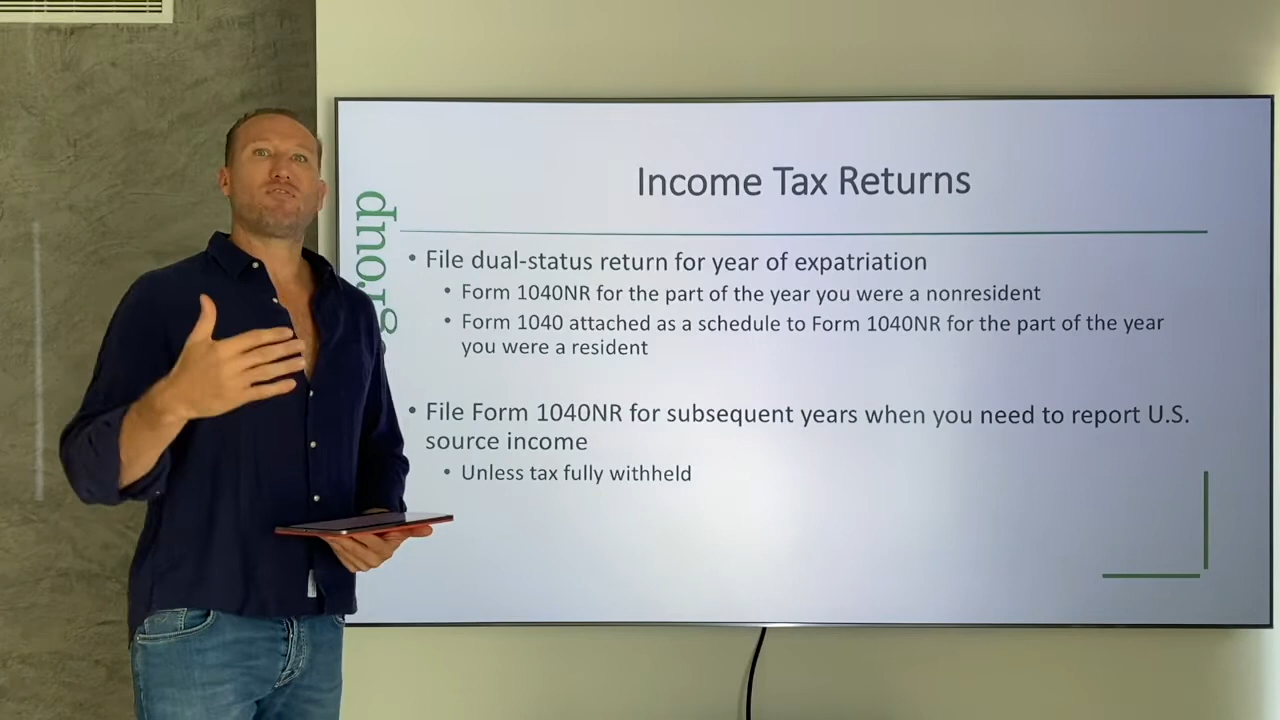 Income Tax Returns
group
• File dual-status return for year of expatriation
• Form 1040NR for the part of the year you were a nonresident
• Form 1040 attached as a schedule to Form 1040NR for the part of the year
you were a resident
• File Form 1040NR for subsequent years when you need to report U.S.
source income
• Unless tax fully withheld